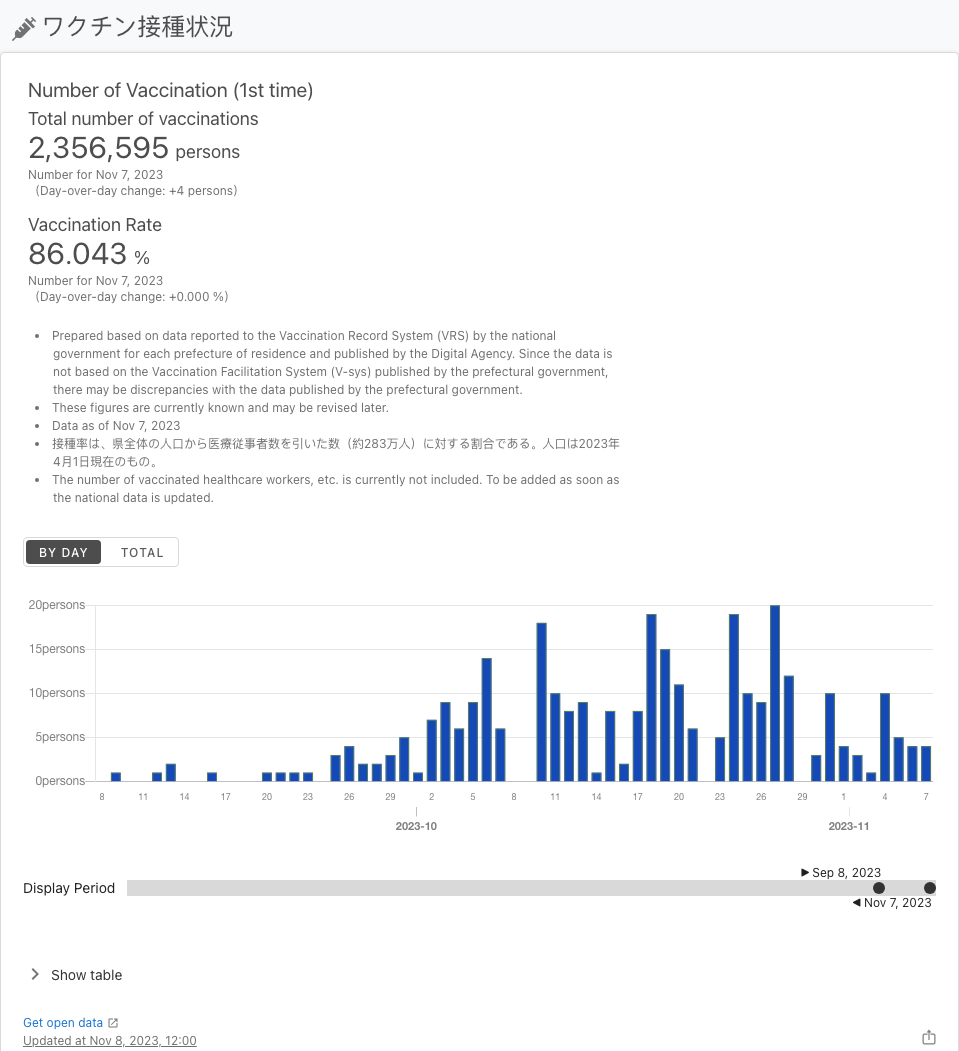 ワクチン接種状況
Number of Vaccination (1st time)
Total number of vaccinations
2,356,595 persons
Number for Nov 7, 2023
(Day-over-day change: +4 persons)
Vaccination Rate
86.043 %
Number for Nov 7, 2023
(Day-over-day change: +0.000 %)
• Prepared based on data reported to the Vaccination Record System (VRS) by the national
government for each prefecture of residence and published by the Digital Agency. Since the data is
not based on the Vaccination Facilitation System (V-sys) published by the prefectural government,
there may be discrepancies with the data published by the prefectural government.
• These figures are currently known and may be revised later.
• Data as of Nov 7, 2023
• 接種率は、県全体の人口から医療従事者数を引いた数（約283万人）に対する割合である。人口は2023年
4月1日現在のもの。
• The number of vaccinated healthcare workers, etc. is currently not included. To be added as soon as
the national data is updated.
BY DAY TOTAL
20persons
15persons
10persons
5persons
0persons
8 11 14 17 20 23 26 29 2 5 8 11 14 17 20 23 26 29 1 4 7
2023-10 2023-11
▶ Sep 8, 2023
Display Period
◀ Nov 7, 2023
Show table
Get open data
Updated at Nov 8, 2023, 12:00